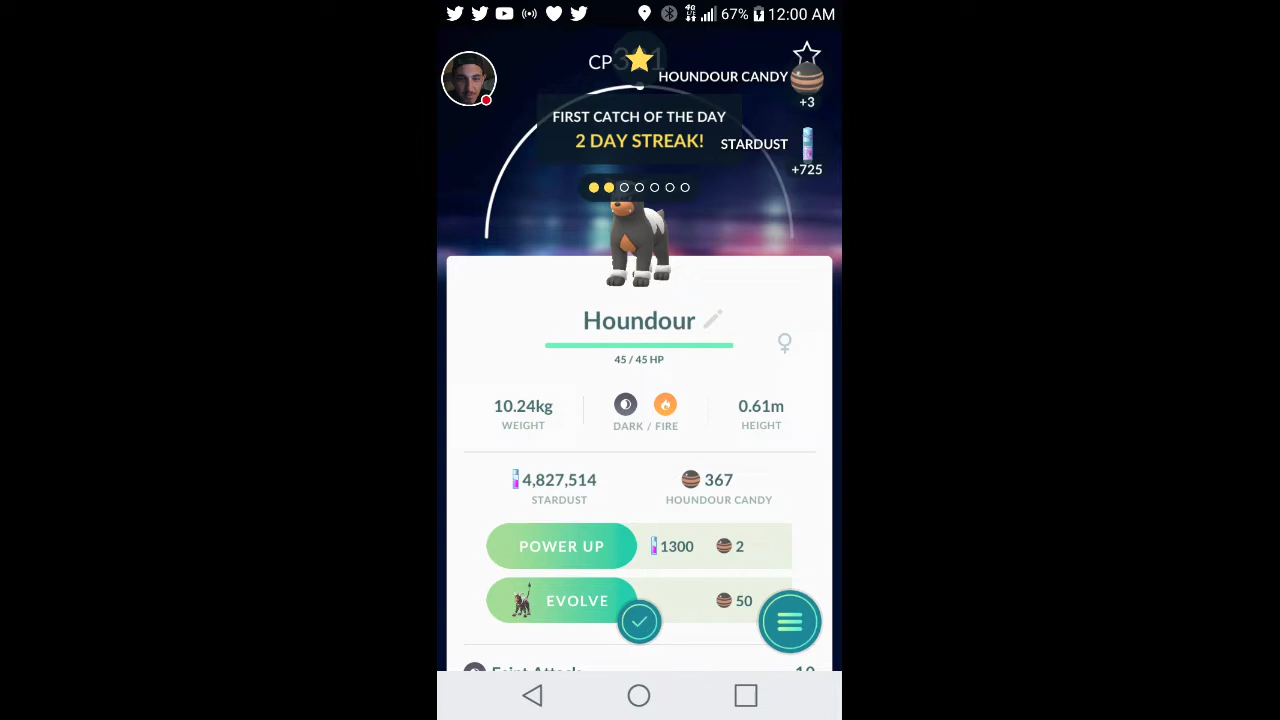 67% 12:00 AM
CP
HOUNDOUR CANDY
+3
FIRST CATCH OF THE DAY
2 DAY STREAK!
STARDUST
+725
Houndour
45 / 45 HP
10.24kg
WEIGHT
DARK / FIRE
0.61m
HEIGHT
4,827,514
STARDUST
367
HOUNDOUR CANDY
POWER UP 1300 2
EVOLVE 50